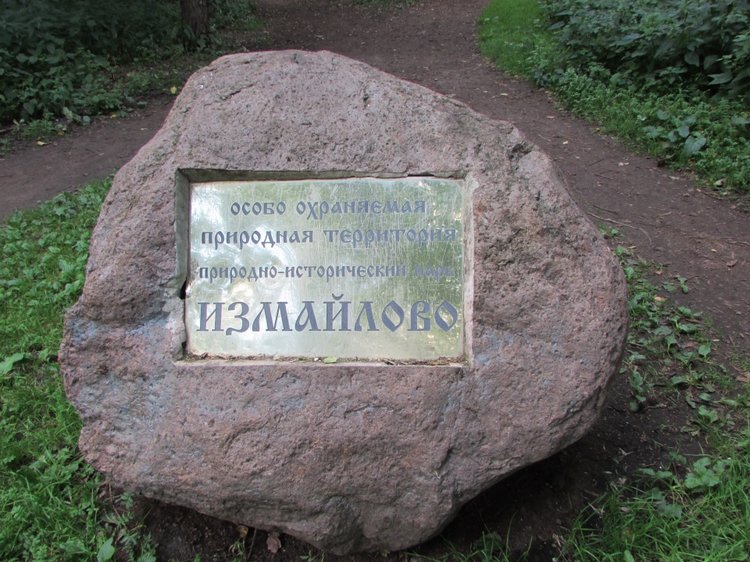 ОСОБО ОХРАНЯЕМАЯ
ПРИРОДНАЯ ТЕРРИТОРИЯ
ПРИРОДНО-ИСТОРИЧЕСКИЙ ПАРК
ИЗМАЙЛОВО